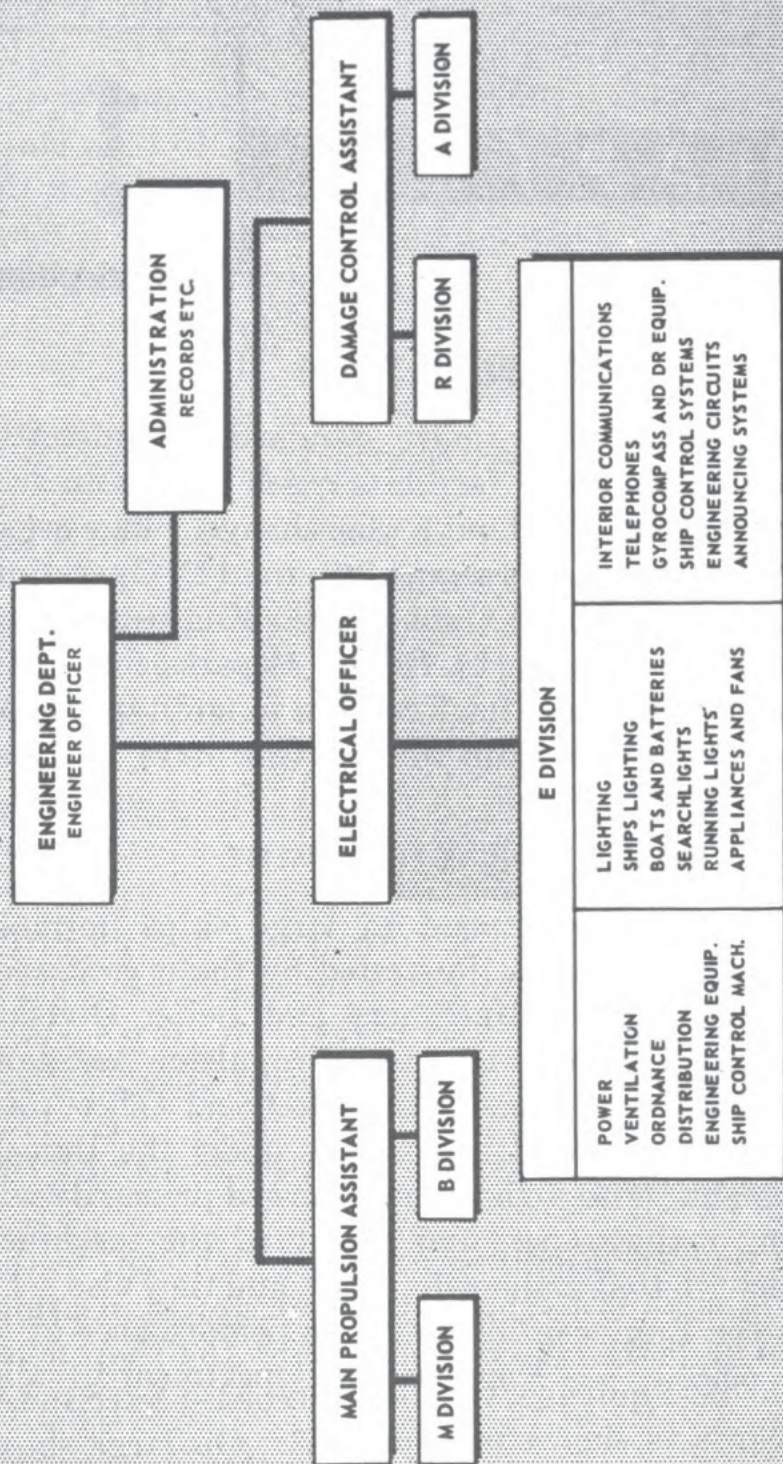 ENGINEERING DEPT.
ENGINEER OFFICER
ADMINISTRATION
RECORDS ETC.
MAIN PROPULSION ASSISTANT
ELECTRICAL OFFICER
DAMAGE CONTROL ASSISTANT
M DIVISION
B DIVISION
R DIVISION
A DIVISION
E DIVISION
POWER
VENTILATION
ORDNANCE
DISTRIBUTION
ENGINEERING EQUIP.
SHIP CONTROL MACH.
LIGHTING
SHIPS LIGHTING
BOATS AND BATTERIES
SEARCHLIGHTS
RUNNING LIGHTS
APPLIANCES AND FANS
INTERIOR COMMUNICATIONS
TELEPHONES
GYROCOMPASS AND DR EQUIP.
SHIP CONTROL SYSTEMS
ENGINEERING CIRCUITS
ANNOUNCING SYSTEMS